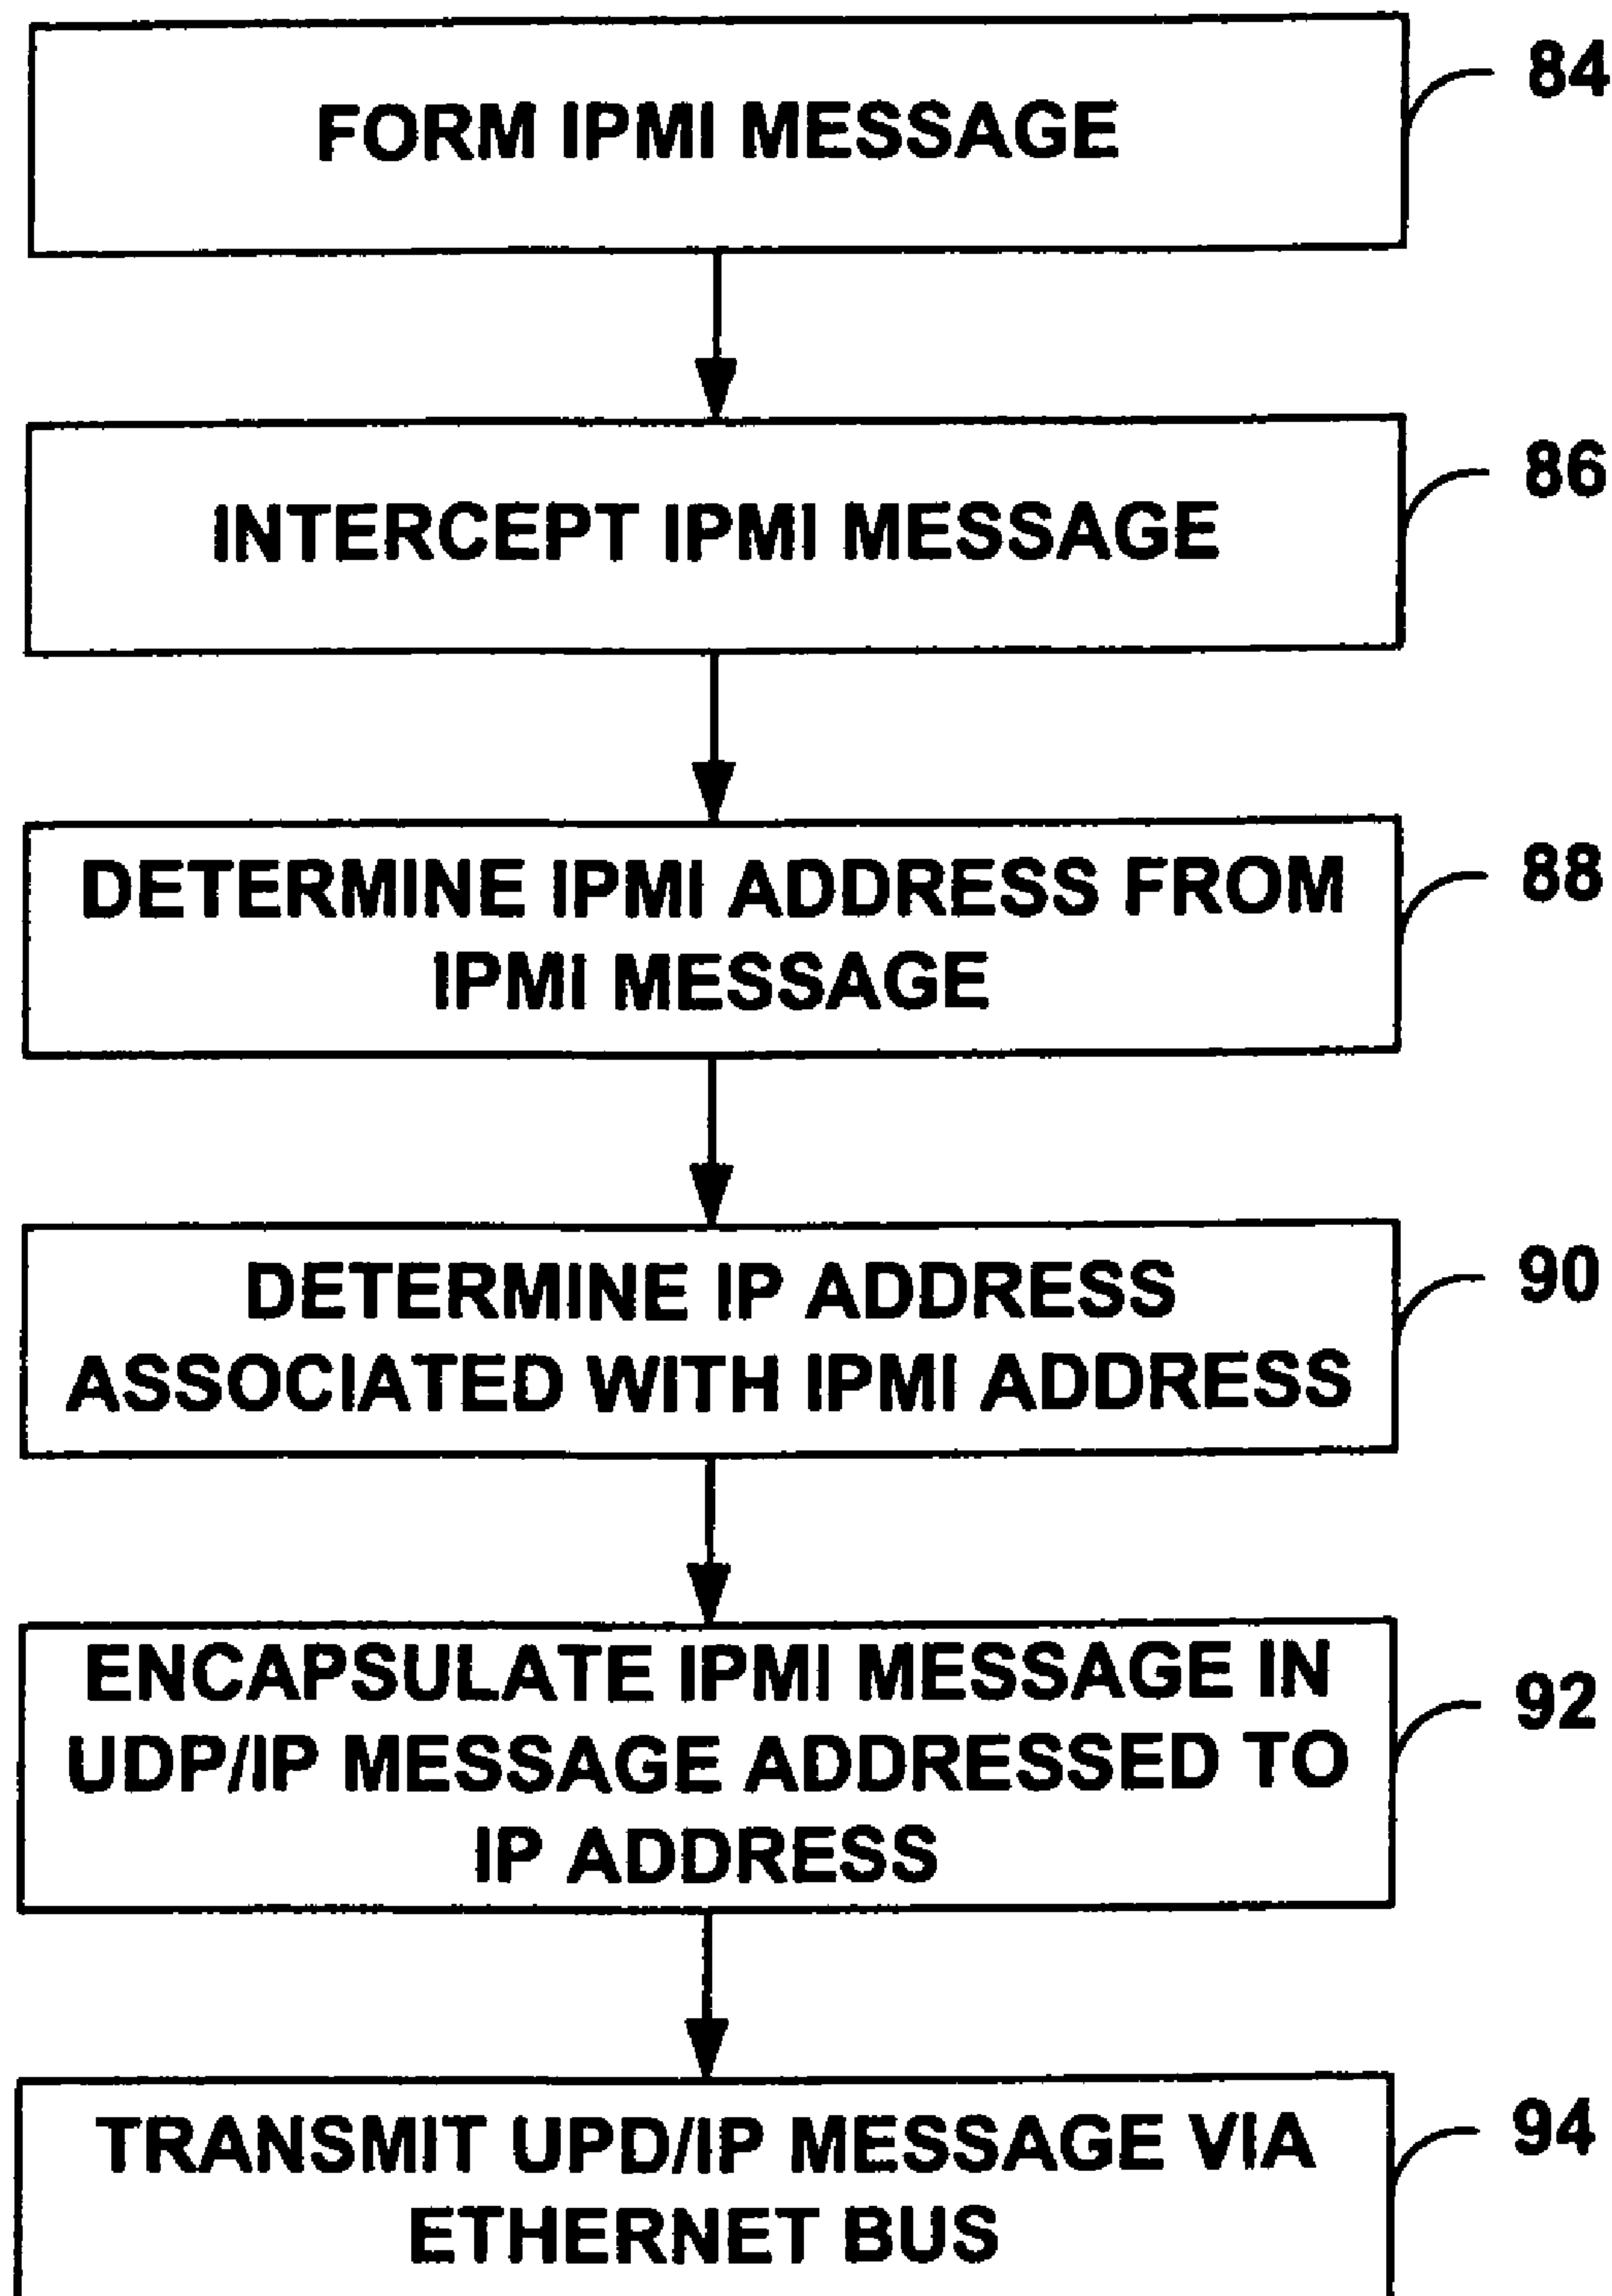 FORM IPMI MESSAGE
84
INTERCEPT IPMI MESSAGE
86
DETERMINE IPMI ADDRESS FROM
IPMI MESSAGE
88
DETERMINE IP ADDRESS
ASSOCIATED WITH IPMI ADDRESS
90
ENCAPSULATE IPMI MESSAGE IN
UDP/IP MESSAGE ADDRESSED TO
IP ADDRESS
92
TRANSMIT UPD/IP MESSAGE VIA
ETHERNET BUS
94